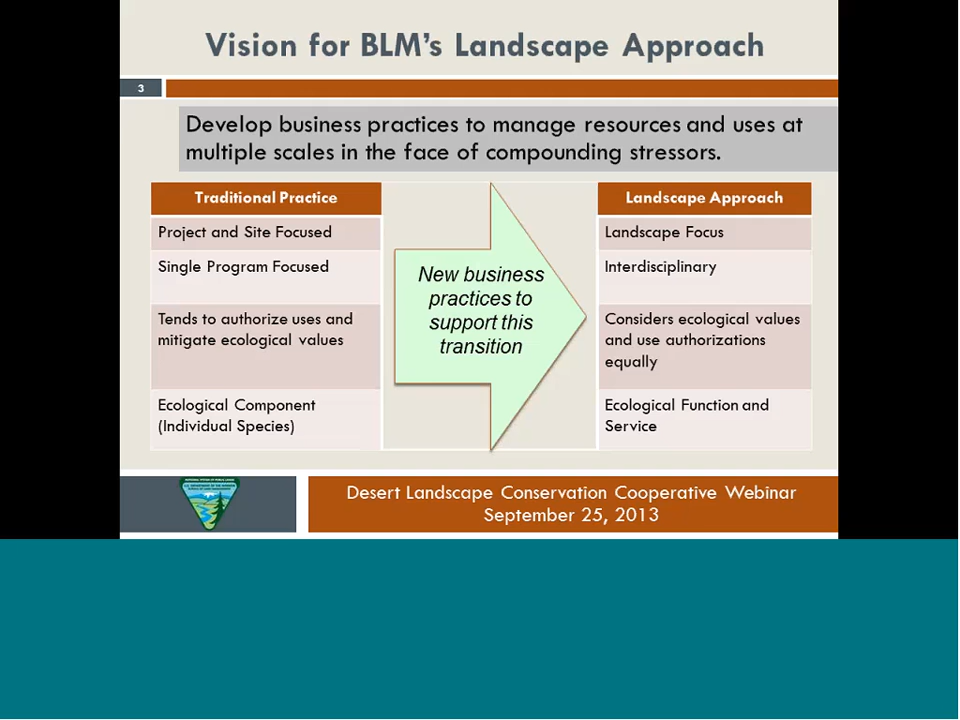 Vision for BLM's Landscape Approach
3
Develop business practices to manage resources and uses at
multiple scales in the face of compounding stressors.
Traditional Practice
Landscape Approach
Project and Site Focused
Landscape Focus
Single Program Focused
Interdisciplinary
Tends to authorize uses and
mitigate ecological values
Considers ecological values
and use authorizations
equally
Ecological Component
(Individual Species)
Ecological Function and
Service
New business
practices to
support this
transition
Desert Landscape Conservation Cooperative Webinar
September 25, 2013